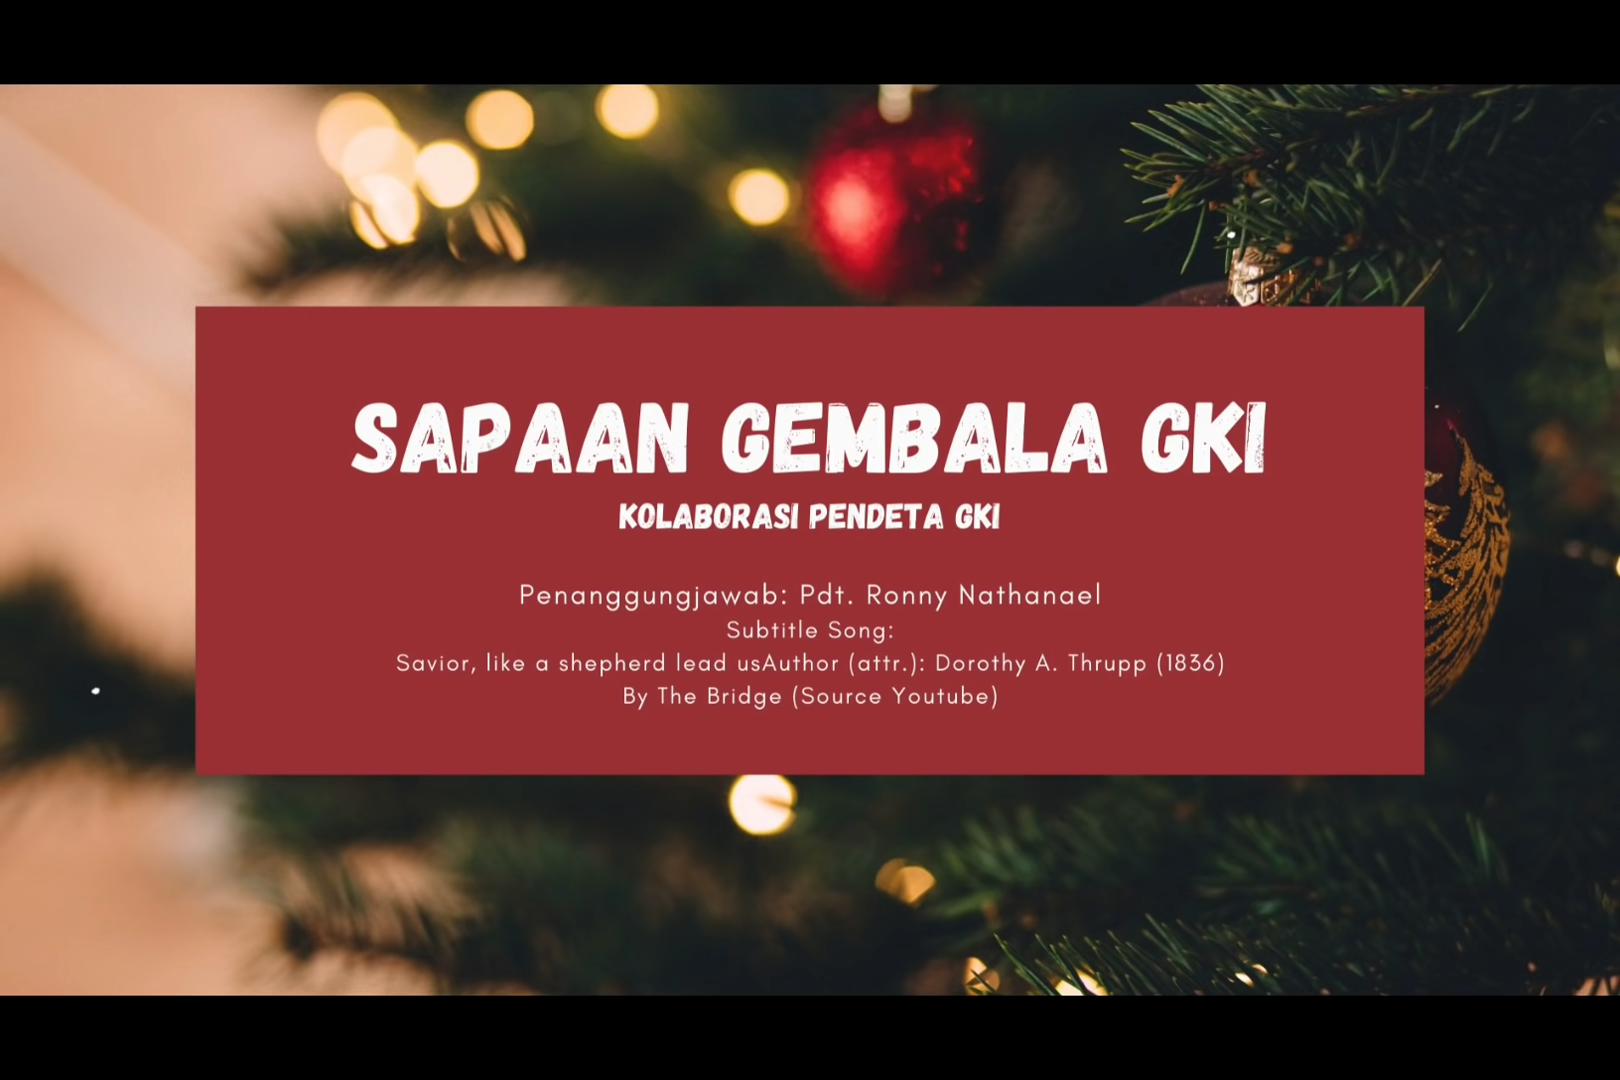 SAPAAN GEMBALA GKI
KOLABORASI PENDETA GKI
Penanggungjawab: Pdt. Ronny Nathanael
Subtitle Song:
Savior, like a shepherd lead usAuthor (attr.): Dorothy A. Thrupp (1836)
By The Bridge (Source Youtube)